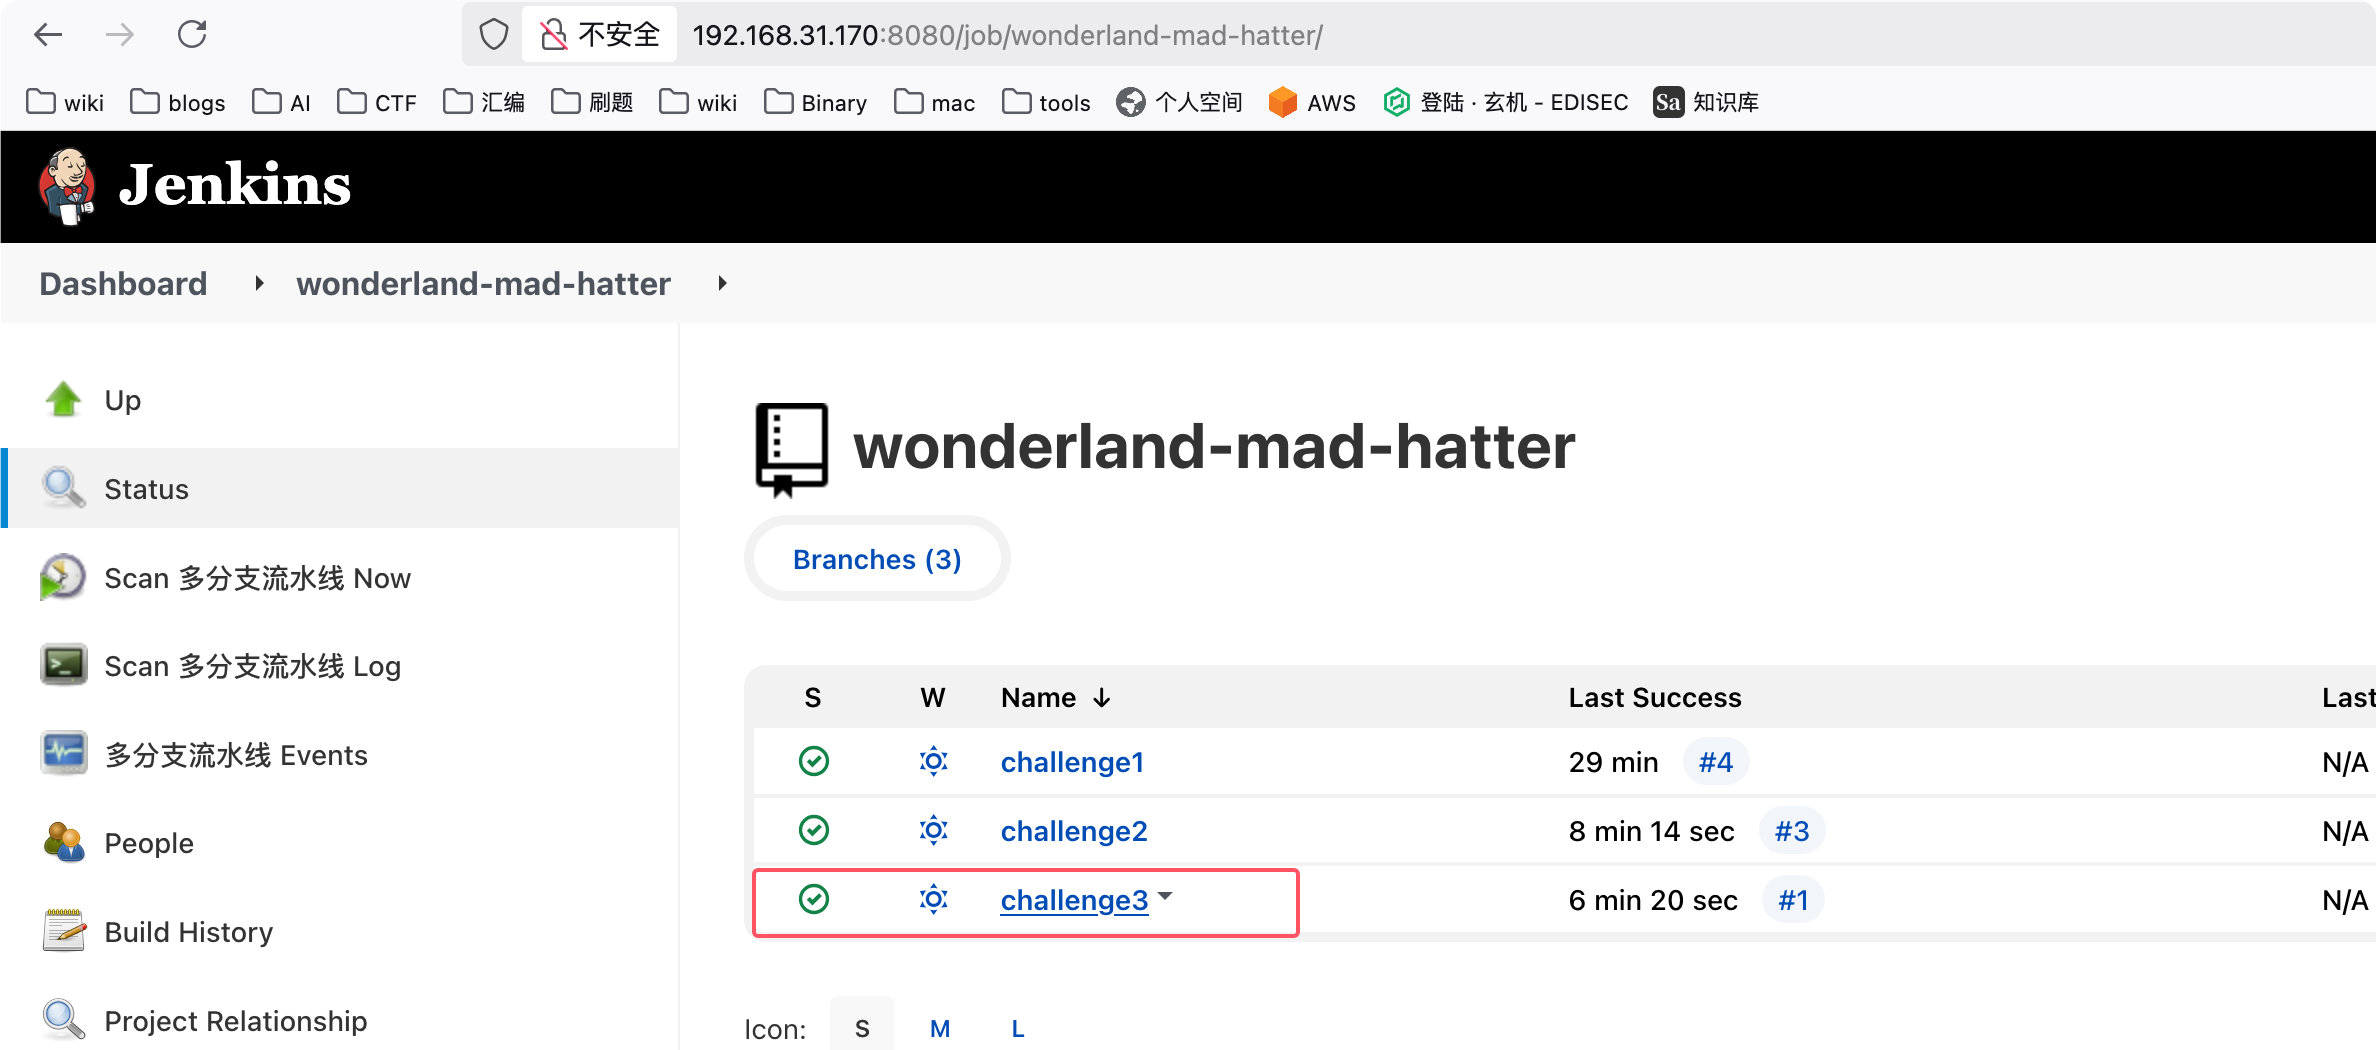 不安全 192.168.31.170:8080/job/wonderland-mad-hatter/
wiki blogs AI CTF 汇编 刷题 wiki Binary mac tools 个人空间 AWS 登陆 · 玄机 - EDISEC Sa 知识库
Jenkins
Dashboard wonderland-mad-hatter
Up
Status
Scan 多分支流水线 Now
Scan 多分支流水线 Log
多分支流水线 Events
People
Build History
Project Relationship
wonderland-mad-hatter
Branches (3)
S W Name ↓ Last Success Last
challenge1 29 min #4 N/A
challenge2 8 min 14 sec #3 N/A
challenge3 6 min 20 sec #1 N/A
Icon: S M L